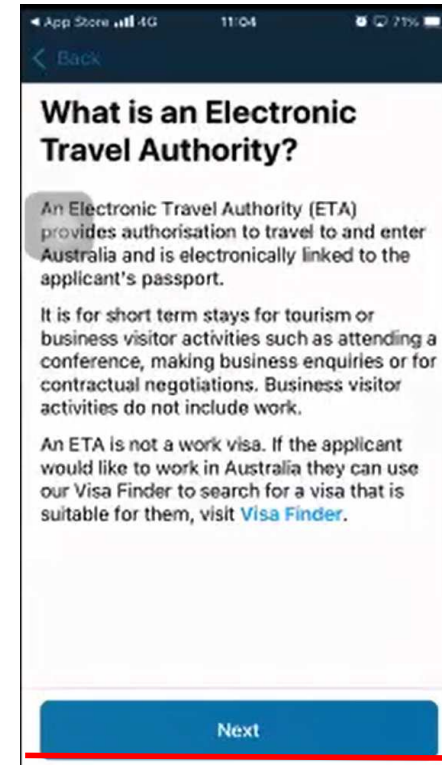 App Store 4G 11:04 71%
Back
What is an Electronic
Travel Authority?
An Electronic Travel Authority (ETA)
provides authorisation to travel to and enter
Australia and is electronically linked to the
applicant's passport.
It is for short term stays for tourism or
business visitor activities such as attending a
conference, making business enquiries or for
contractual negotiations. Business visitor
activities do not include work.
An ETA is not a work visa. If the applicant
would like to work in Australia they can use
our Visa Finder to search for a visa that is
suitable for them, visit Visa Finder.
Next